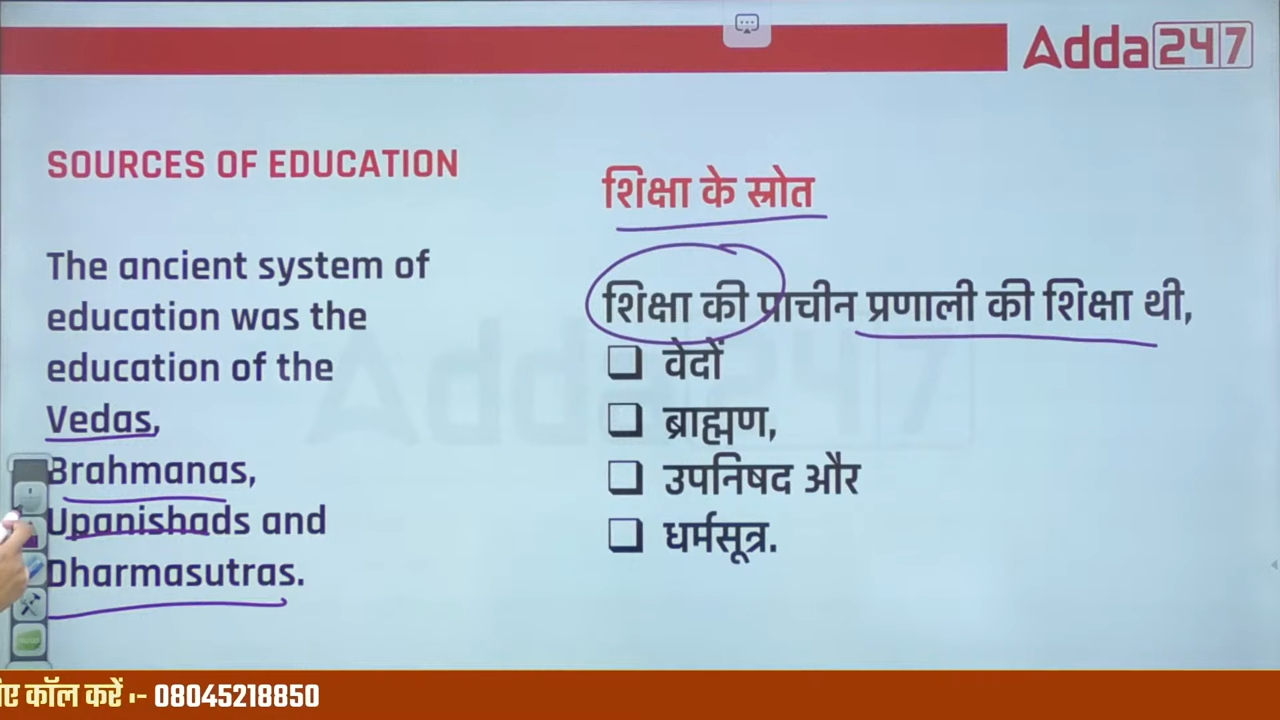 Adda247
SOURCES OF EDUCATION
The ancient system of
education was the
education of the
Vedas,
Brahmanas,
Upanishads and
Dharmasutras.
शिक्षा के स्रोत
शिक्षा की प्राचीन प्रणाली की शिक्षा थी,
❑ वेदों
❑ ब्राह्मण,
❑ उपनिषद और
❑ धर्मसूत्र.
कॉल करें :- 08045218850